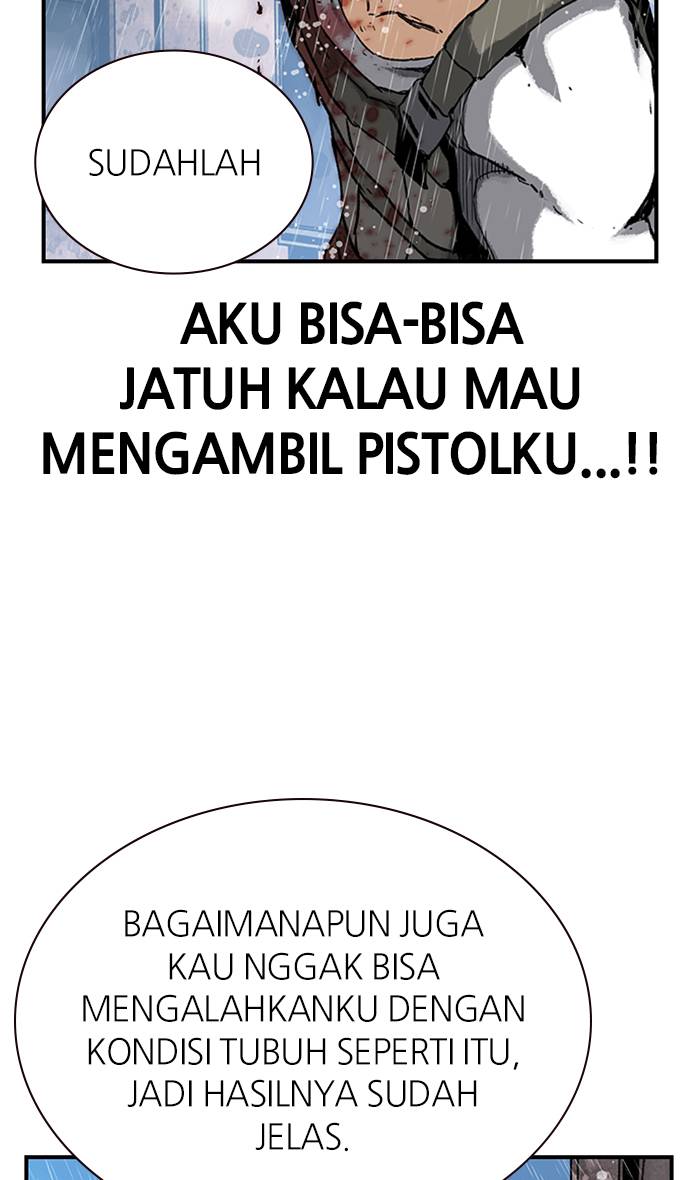 SUDAHLAH
AKU BISA-BISA
JATUH KALAU MAU
MENGAMBIL PISTOLKU...!!
BAGAIMANAPUN JUGA
KAU NGGAK BISA
MENGALAHKANKU DENGAN
KONDISI TUBUH SEPERTI ITU,
JADI HASILNYA SUDAH
JELAS.